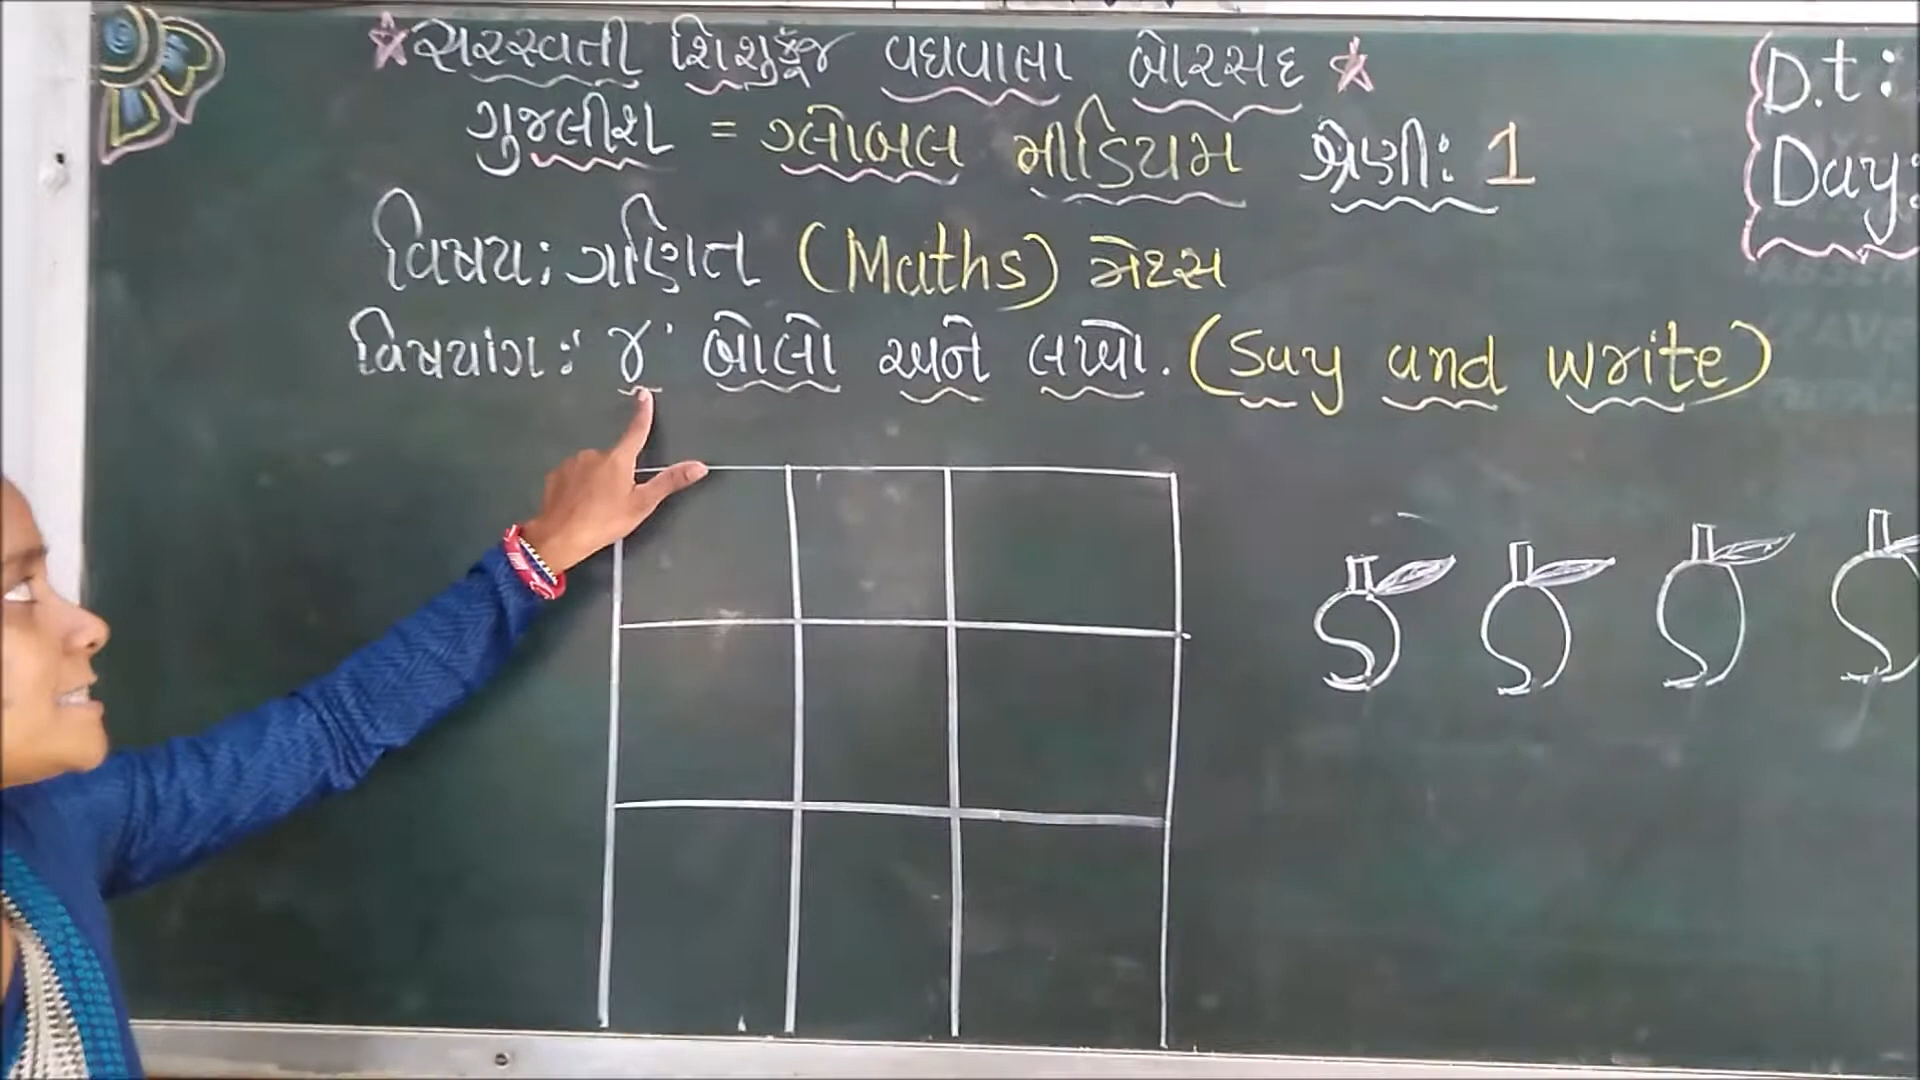 સરસ્વતી શિશુકુંજ વઘવાલા બોરસદ
ગુજલીશ = ગ્લોબલ મીડિયમ શ્રેણી: 1
D.t:
Day:
વિષય: ગણિત (Maths) મેથ્સ
વિષયાંગ: '૪' બોલો અને લખો. (Say and write)